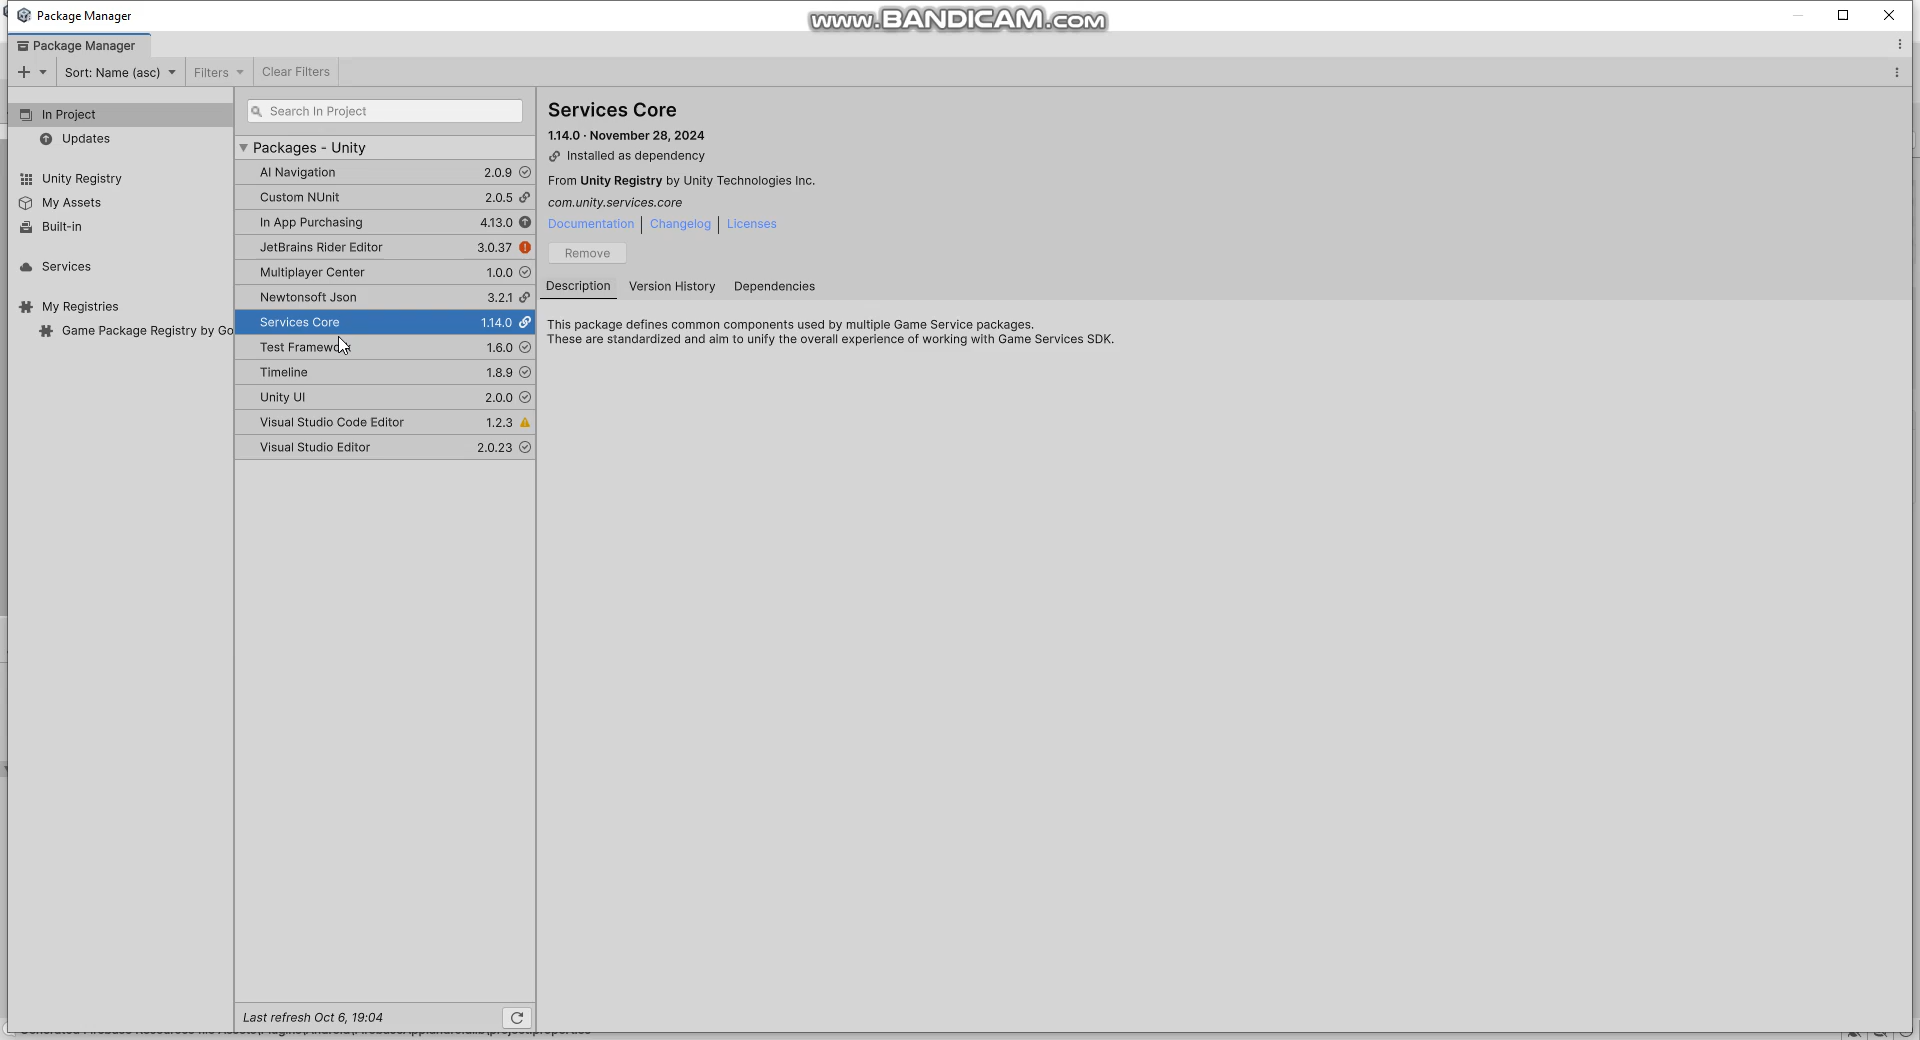 Package Manager
www.BANDICAM.com
Package Manager
Sort: Name (asc)
Filters
Clear Filters
In Project
Updates
Unity Registry
My Assets
Built-in
Services
My Registries
Game Package Registry by Go
Search In Project
Packages - Unity
AI Navigation 2.0.9
Custom NUnit 2.0.5
In App Purchasing 4.13.0
JetBrains Rider Editor 3.0.37
Multiplayer Center 1.0.0
Newtonsoft Json 3.2.1
Services Core 1.14.0
Test Framework 1.6.0
Timeline 1.8.9
Unity UI 2.0.0
Visual Studio Code Editor 1.2.3
Visual Studio Editor 2.0.23
Last refresh Oct 6, 19:04
Services Core
1.14.0 · November 28, 2024
Installed as dependency
From Unity Registry by Unity Technologies Inc.
com.unity.services.core
Documentation | Changelog | Licenses
Remove
Description Version History Dependencies
This package defines common components used by multiple Game Service packages.
These are standardized and aim to unify the overall experience of working with Game Services SDK.